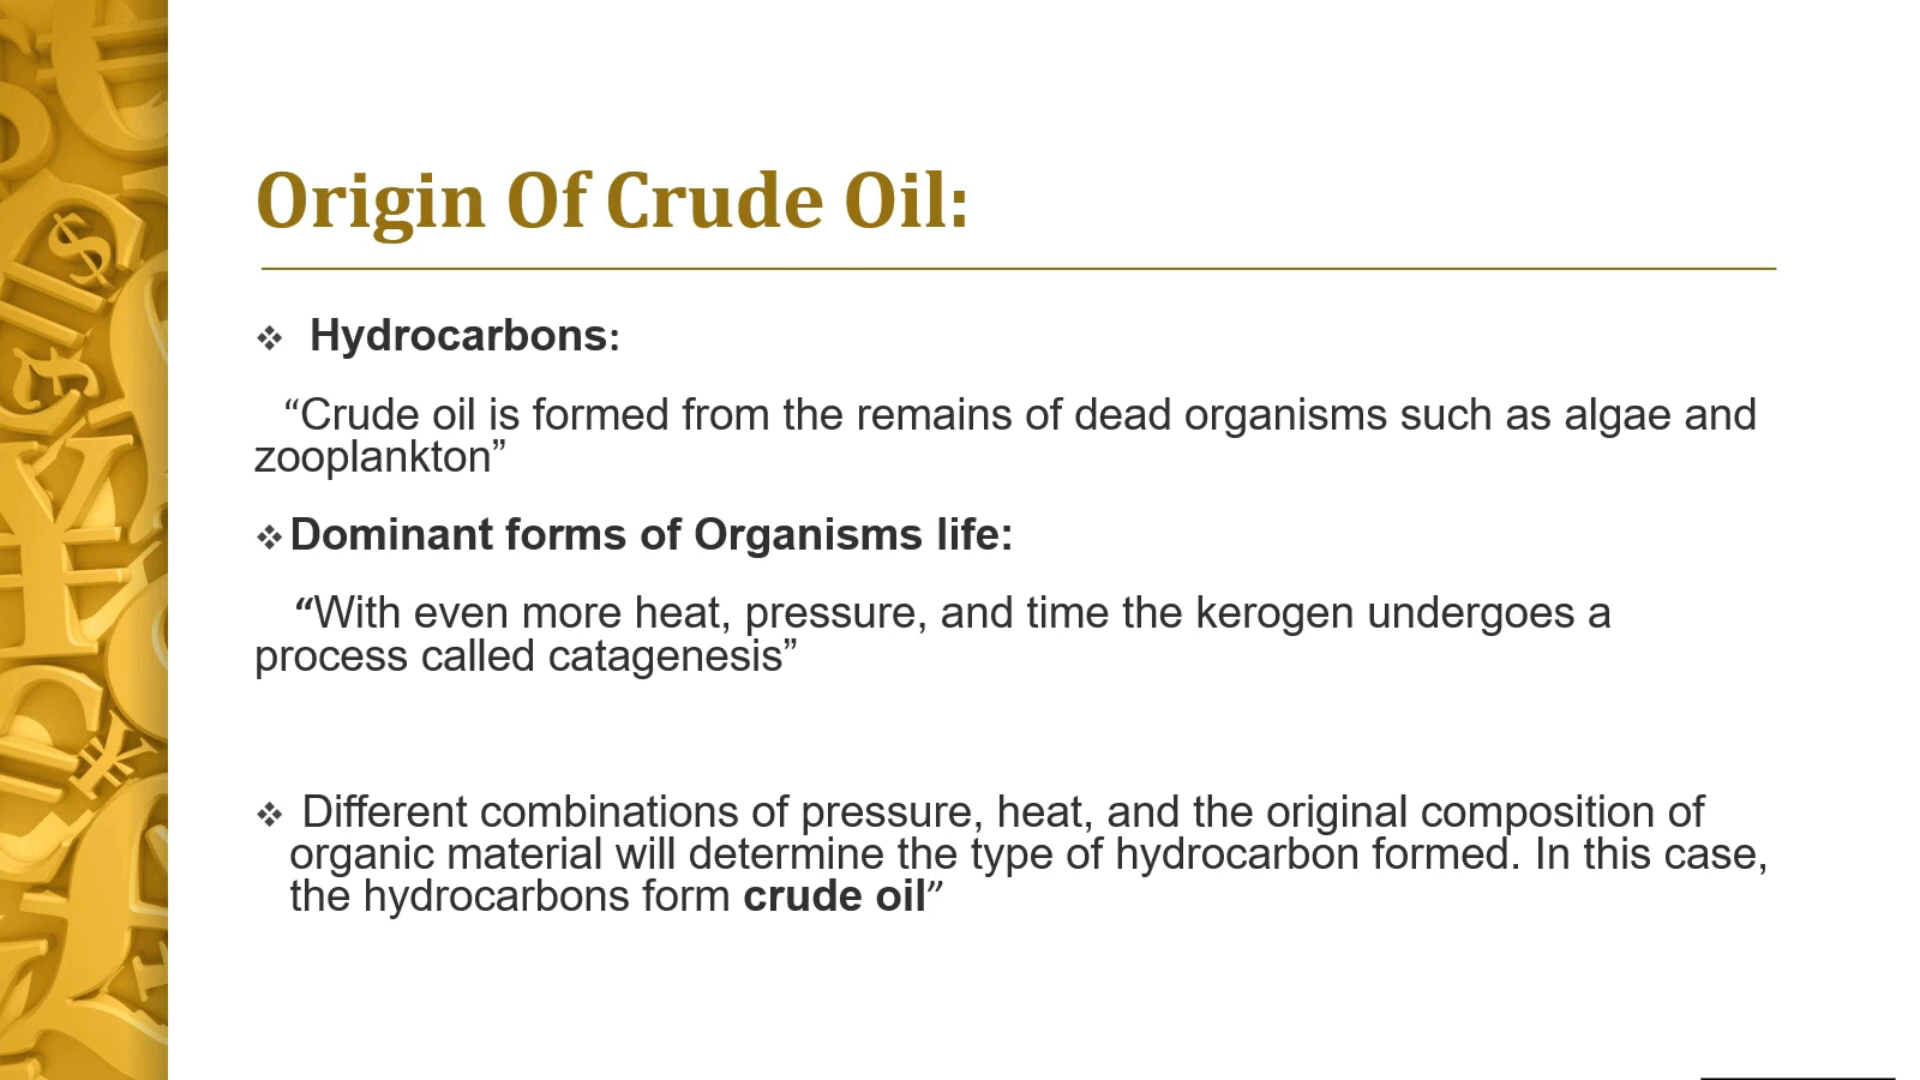 Origin Of Crude Oil:
❖ Hydrocarbons:
“Crude oil is formed from the remains of dead organisms such as algae and
zooplankton”
❖ Dominant forms of Organisms life:
“With even more heat, pressure, and time the kerogen undergoes a
process called catagenesis”
❖ Different combinations of pressure, heat, and the original composition of
organic material will determine the type of hydrocarbon formed. In this case,
the hydrocarbons form crude oil”